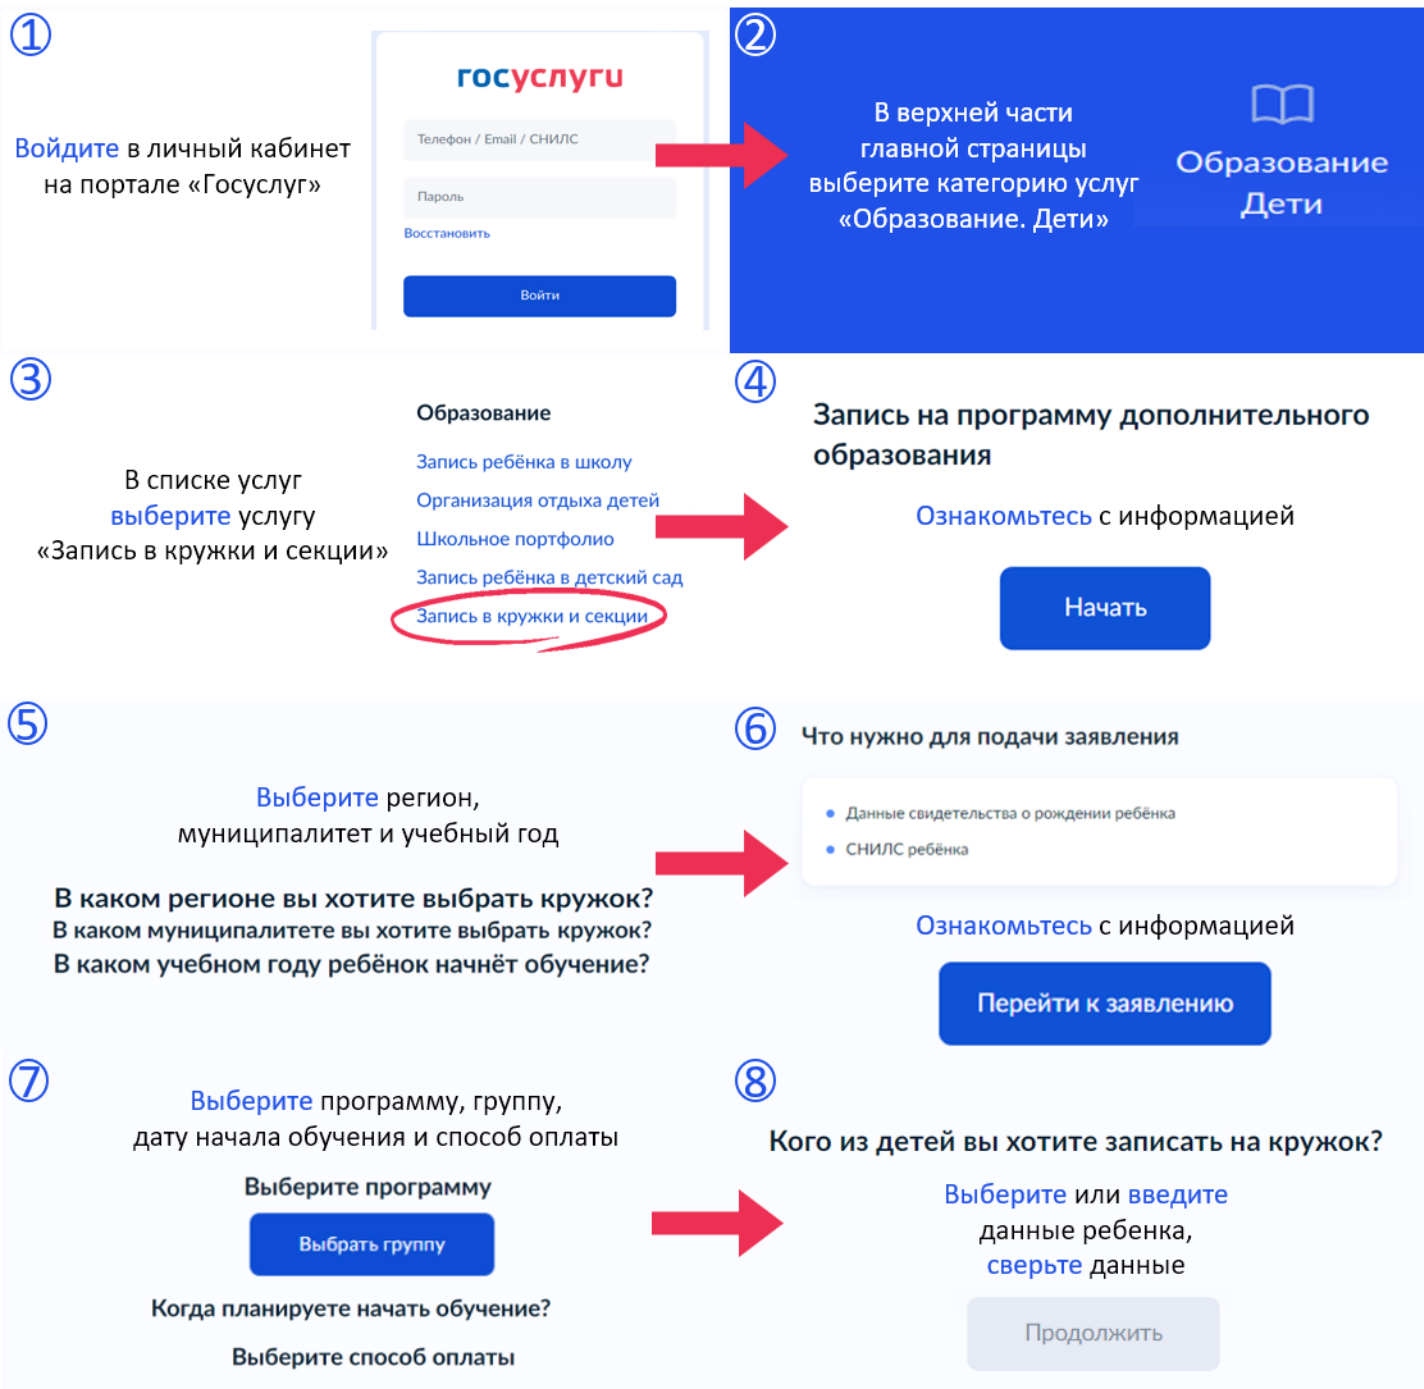 ①
Войдите в личный кабинет
на портале «Госуслуг»
госуслуги
Телефон / Email / СНИЛС
Пароль
Восстановить
Войти
②
В верхней части
главной страницы
выберите категорию услуг
«Образование. Дети»
Образование
Дети
③
В списке услуг
выберите услугу
«Запись в кружки и секции»
Образование
Запись ребёнка в школу
Организация отдыха детей
Школьное портфолио
Запись ребёнка в детский сад
Запись в кружки и секции
④
Запись на программу дополнительного
образования
Ознакомьтесь с информацией
Начать
⑤
Выберите регион,
муниципалитет и учебный год
В каком регионе вы хотите выбрать кружок?
В каком муниципалитете вы хотите выбрать кружок?
В каком учебном году ребёнок начнёт обучение?
⑥
Что нужно для подачи заявления
• Данные свидетельства о рождении ребёнка
• СНИЛС ребёнка
Ознакомьтесь с информацией
Перейти к заявлению
⑦
Выберите программу, группу,
дату начала обучения и способ оплаты
Выберите программу
Выбрать группу
Когда планируете начать обучение?
Выберите способ оплаты
⑧
Кого из детей вы хотите записать на кружок?
Выберите или введите
данные ребенка,
сверьте данные
Продолжить